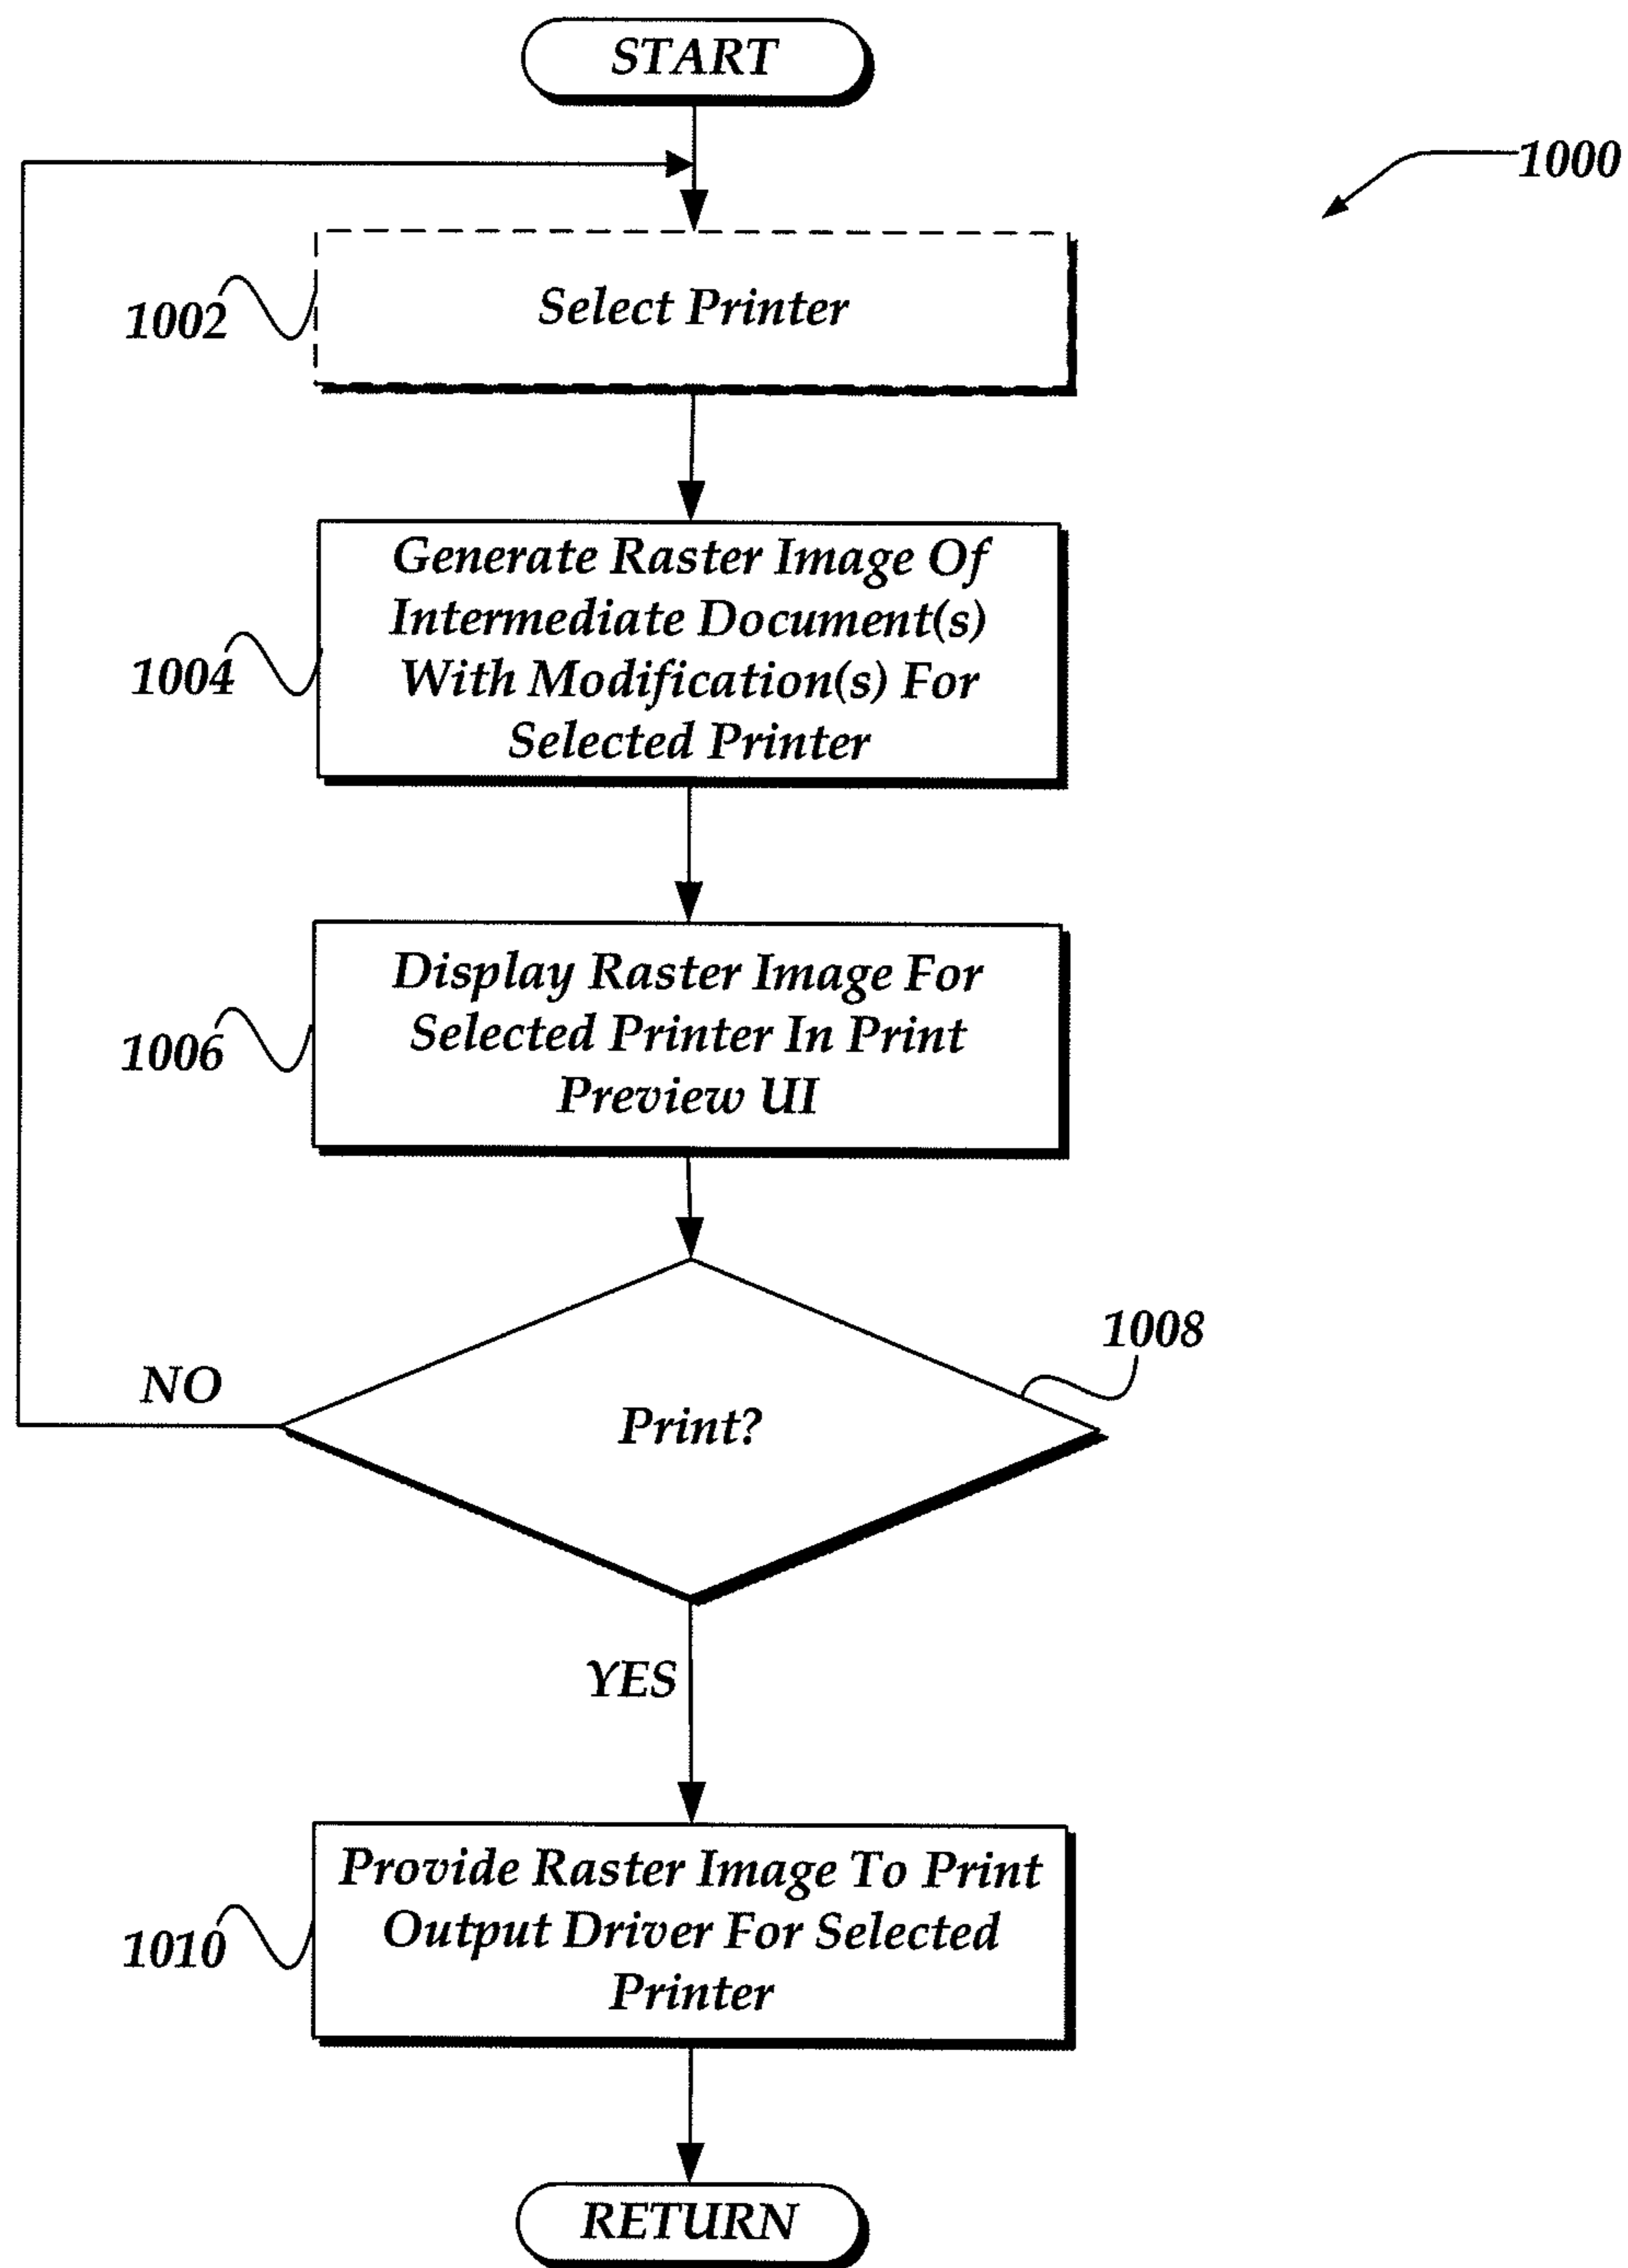 START
1000
Select Printer
1002
Generate Raster Image Of
Intermediate Document(s)
With Modification(s) For
Selected Printer
1004
Display Raster Image For
Selected Printer In Print
Preview UI
1006
1008
NO
Print?
YES
Provide Raster Image To Print
Output Driver For Selected
Printer
1010
RETURN